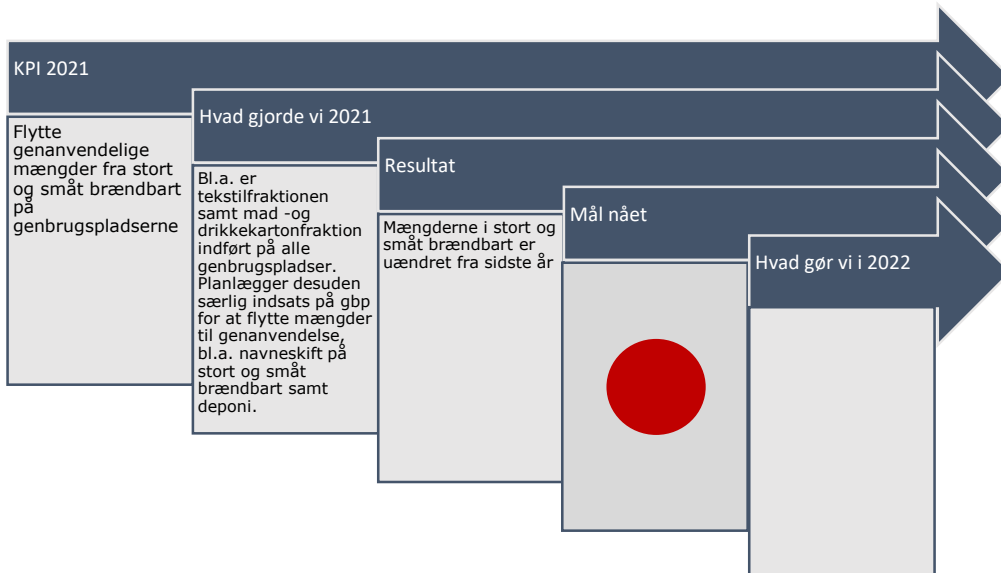 KPI 2021
Flytte
genanvendelige
mængder fra stort
og småt brændbart
på
genbrugspladserne
Hvad gjorde vi 2021
Bl.a. er
tekstilfraktionen
samt mad -og
drikkekartonfraktion
indført på alle
genbrugspladser.
Planlægger desuden
særlig indsats på gbp
for at flytte mængder
til genanvendelse,
bl.a. navneskift på
stort og småt
brændbart samt
deponi.
Resultat
Mængderne i stort og
småt brændbart er
uændret fra sidste år
Mål nået
Hvad gør vi i 2022